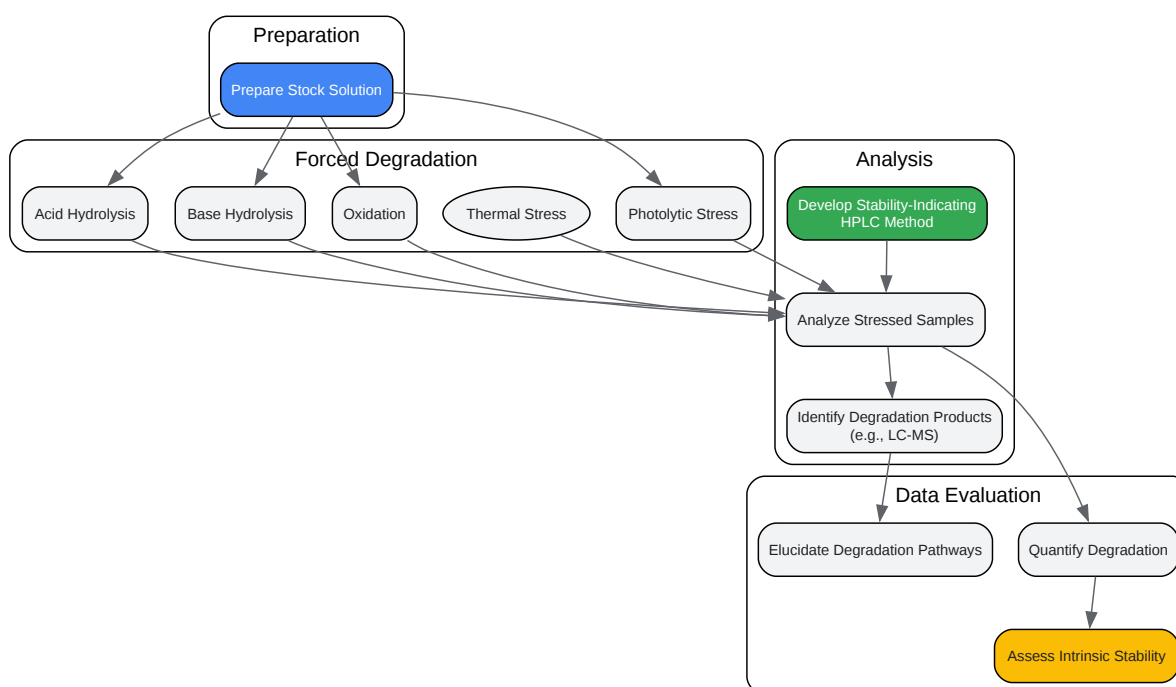 Preparation
Prepare Stock Solution
Forced Degradation
Acid Hydrolysis
Base Hydrolysis
Oxidation
Thermal Stress
Photolytic Stress
Analysis
Develop Stability-Indicating
HPLC Method
Analyze Stressed Samples
Identify Degradation Products
(e.g., LC-MS)
Data Evaluation
Elucidate Degradation Pathways
Quantify Degradation
Assess Intrinsic Stability